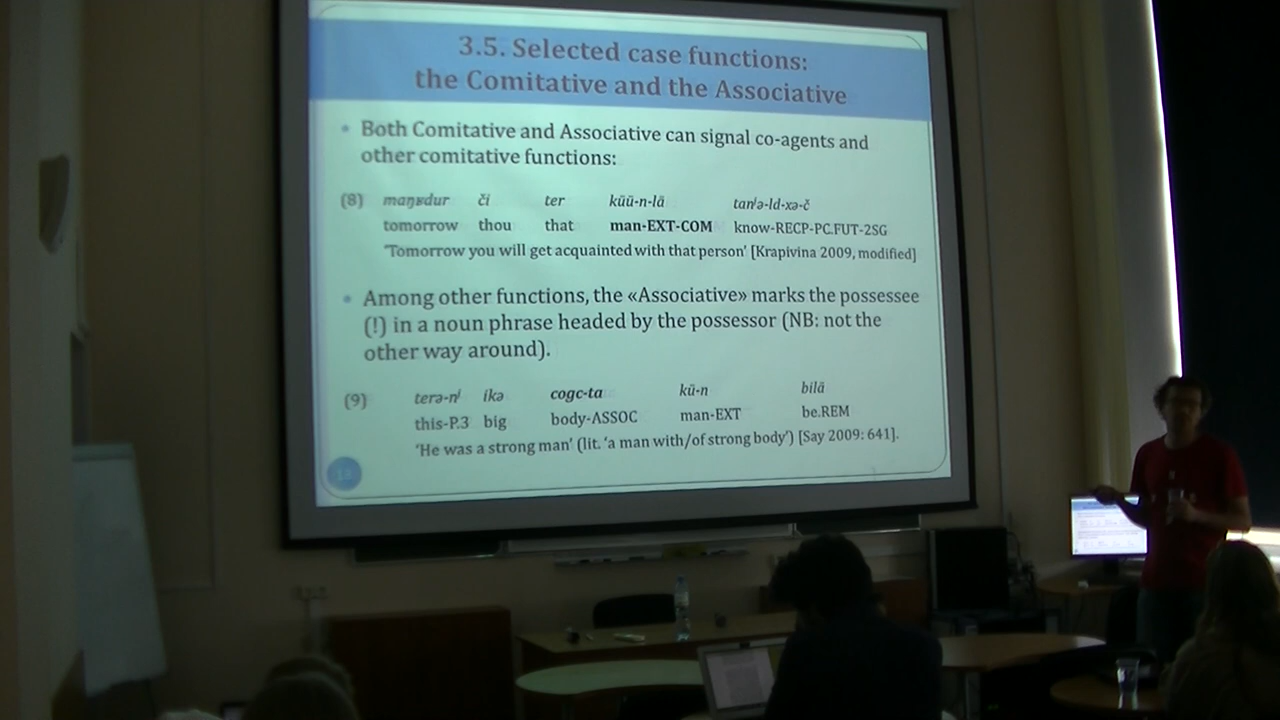 3.5. Selected case functions:
the Comitative and the Associative
• Both Comitative and Associative can signal co-agents and
other comitative functions:
(8) maŋʁdur či ter küü-n-lä tanʲə-ld-xə-č
tomorrow thou that man-EXT-COM know-RECP-PC.FUT-2SG
'Tomorrow you will get acquainted with that person' [Krapivina 2009, modified]
• Among other functions, the «Associative» marks the possessee
(!) in a noun phrase headed by the possessor (NB: not the
other way around).
(9) terə-nʲ ikə cogc-ta kü-n bilä
this-P.3 big body-ASSOC man-EXT be.REM
'He was a strong man' (lit. 'a man with/of strong body') [Say 2009: 641].
18